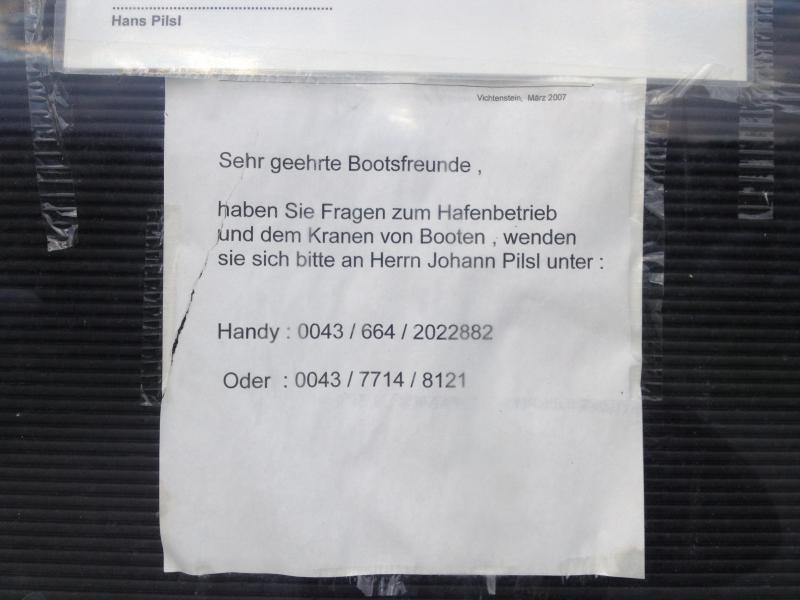 Hans Pilsl
Vichtenstein, März 2007
Sehr geehrte Bootsfreunde ,
haben Sie Fragen zum Hafenbetrieb
und dem Kranen von Booten , wenden
sie sich bitte an Herrn Johann Pilsl unter :
Handy : 0043 / 664 / 2022882
Oder : 0043 / 7714 / 8121